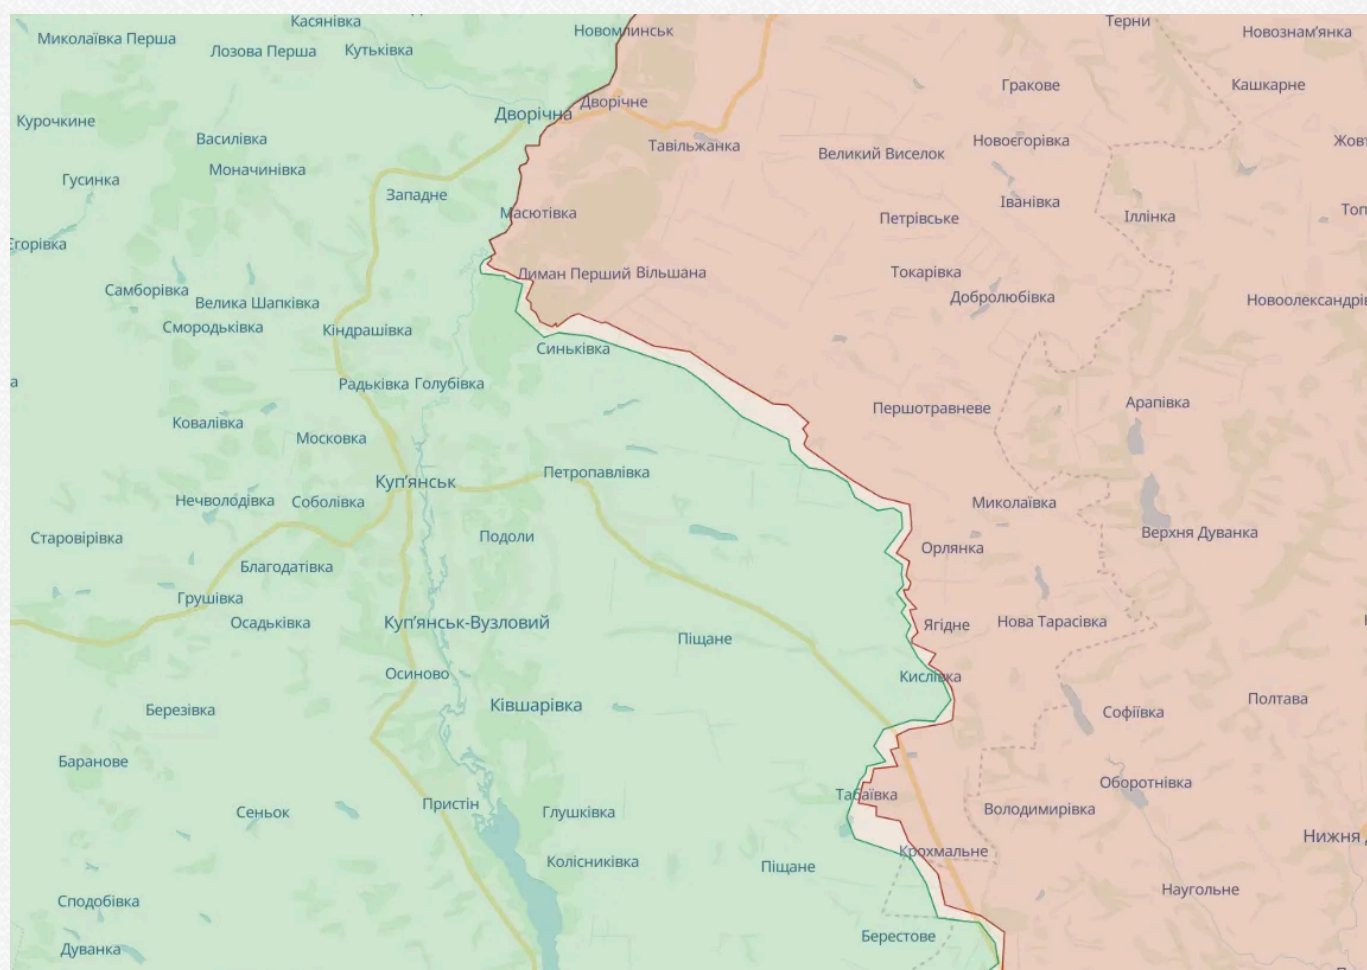 Касянівка
Новомлинськ
Терни
Новознам'янка
Миколаївка Перша
Лозова Перша
Кутьківка
Гракове
Кашкарне
Дворічне
Дворічна
Курочкине
Василівка
Тавільжанка
Великий Виселок
Новоєгорівка
Моначинівка
Гусинка
Западне
Масютівка
Петрівське
Іванівка
Іллінка
Єгорівка
Лиман Перший
Вільшана
Токарівка
Добролюбівка
Самборівка
Велика Шапківка
Смородьківка
Кіндрашівка
Синьківка
Радьківка
Голубівка
Першотравневе
Арапівка
Ковалівка
Московка
Куп'янськ
Петропавлівка
Нечволодівка
Соболівка
Миколаївка
Старовірівка
Подоли
Орлянка
Верхня Дуванка
Благодатівка
Грушівка
Осадьківка
Куп'янськ-Вузловий
Піщане
Ягідне
Нова Тарасівка
Осиново
Кислівка
Березівка
Ківшарівка
Софіївка
Полтава
Баранове
Оборотнівка
Табаївка
Пристін
Сеньок
Глушківка
Володимирівка
Нижня
Крохмальне
Колісниківка
Піщане
Наугольне
Сподобівка
Берестове
Дуванка